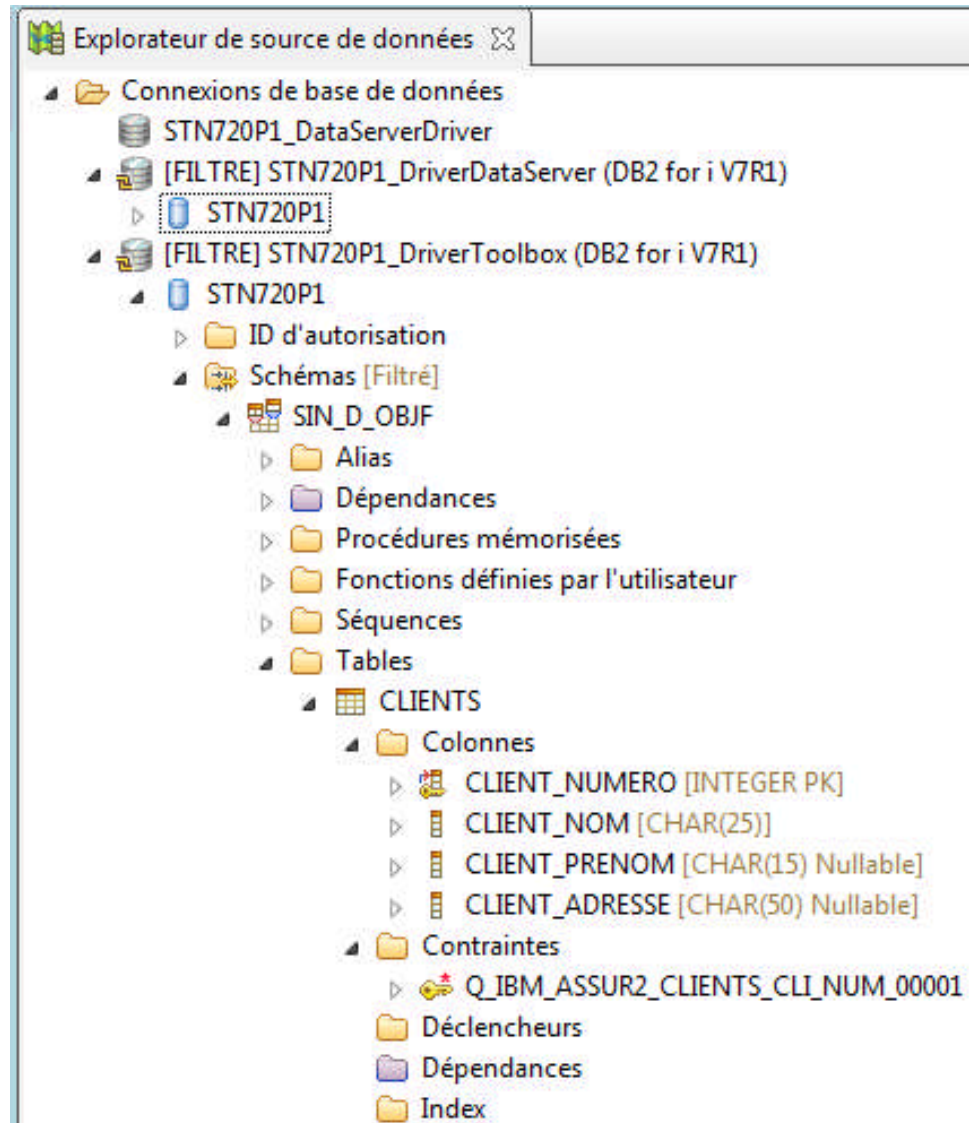 Explorateur de source de données
Connexions de base de données
STN720P1_DataServerDriver
[FILTRE] STN720P1_DriverDataServer (DB2 for i V7R1)
STN720P1
[FILTRE] STN720P1_DriverToolbox (DB2 for i V7R1)
STN720P1
ID d'autorisation
Schémas [Filtré]
SIN_D_OBJF
Alias
Dépendances
Procédures mémorisées
Fonctions définies par l'utilisateur
Séquences
Tables
CLIENTS
Colonnes
CLIENT_NUMERO [INTEGER PK]
CLIENT_NOM [CHAR(25)]
CLIENT_PRENOM [CHAR(15) Nullable]
CLIENT_ADRESSE [CHAR(50) Nullable]
Contraintes
Q_IBM_ASSUR2_CLIENTS_CLI_NUM_00001
Déclencheurs
Dépendances
Index